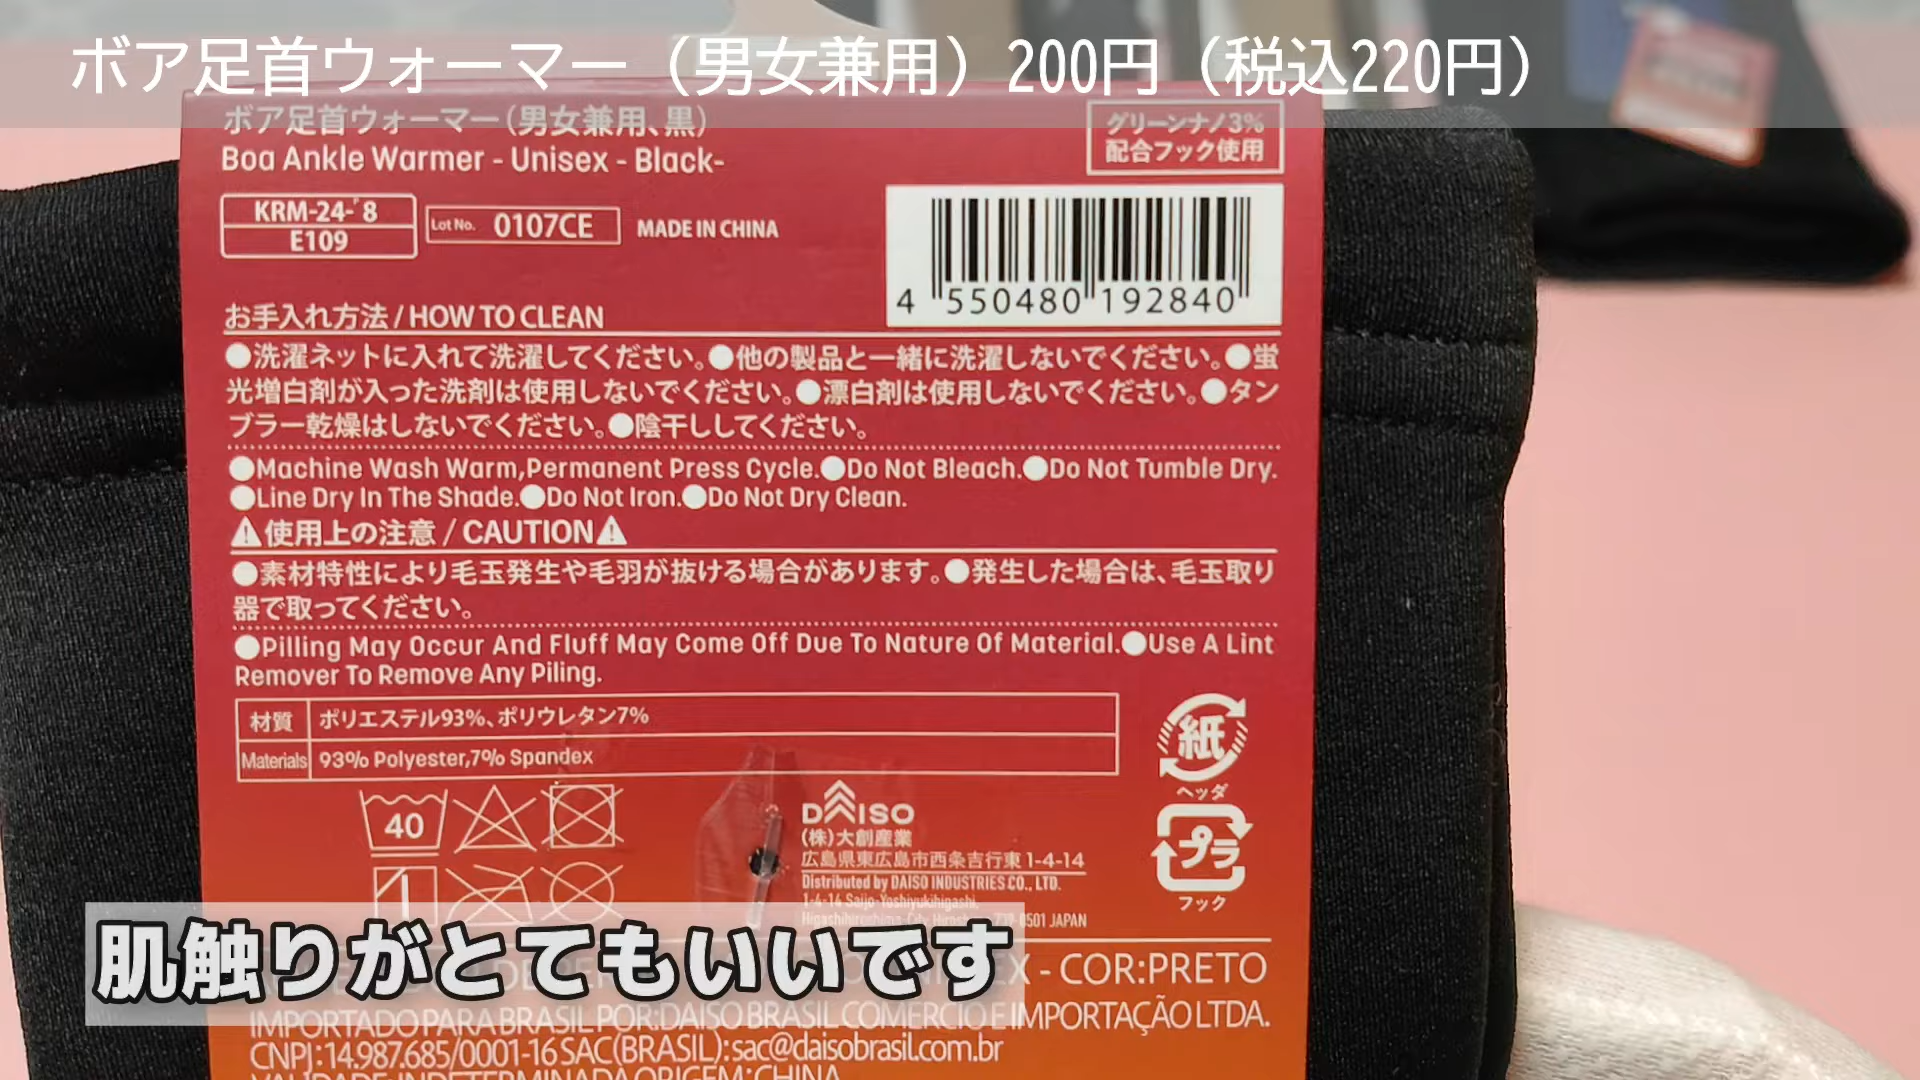 ボア足首ウォーマー（男女兼用）200円（税込220円）
ボア足首ウォーマー（男女兼用、黒）
Boa Ankle Warmer - Unisex - Black-
グリーンナノ3%
配合フック使用
E109
Lot No. 0107CE
MADE IN CHINA
4 550480 192840
お手入れ方法 / HOW TO CLEAN
●洗濯ネットに入れて洗濯してください。●他の製品と一緒に洗濯しないでください。●蛍
光増白剤が入った洗剤は使用しないでください。●漂白剤は使用しないでください。●タン
ブラー乾燥はしないでください。●陰干ししてください。
●Machine Wash Warm,Permanent Press Cycle.●Do Not Bleach.●Do Not Tumble Dry.
●Line Dry In The Shade.●Do Not Iron.●Do Not Dry Clean.
⚠使用上の注意 / CAUTION⚠
●素材特性により毛玉発生や毛羽が抜ける場合があります。●発生した場合は、毛玉取り
器で取ってください。
●Pilling May Occur And Fluff May Come Off Due To Nature Of Material.●Use A Lint
Remover To Remove Any Piling.
材質 ポリエステル93%、ポリウレタン7%
Materials 93% Polyester,7% Spandex
紙
ヘッダ
プラ
フック
40
DAISO
(株)大創産業
広島県東広島市西条吉行東1-4-14
Distributed by DAISO INDUSTRIES CO., LTD.
1-4-14 Saijo-Yoshiyukihigashi,
Higashihiroshima-City, Hiroshima 739-8501 JAPAN
肌触りがとてもいいです
- COR:PRETO
IMPORTADO PARA BRASIL POR:DAISO BRASIL COMERCIO E IMPORTAÇÃO LTDA.
CNPJ:14.987.685/0001-16 SAC(BRASIL):sac@daisobrasil.com.br
VALIDADE:INDETERMINADA ORIGEM:CHINA